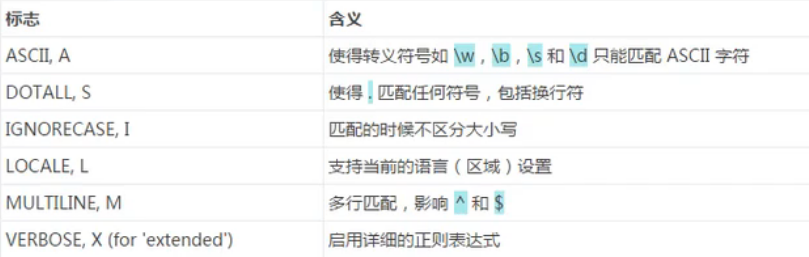 标志 含义
ASCII, A 使得转义符号如 \w，\b，\s 和 \d 只能匹配 ASCII 字符
DOTALL, S 使得 . 匹配任何符号，包括换行符
IGNORECASE, I 匹配的时候不区分大小写
LOCALE, L 支持当前的语言（区域）设置
MULTILINE, M 多行匹配，影响 ^ 和 $
VERBOSE, X (for 'extended') 启用详细的正则表达式